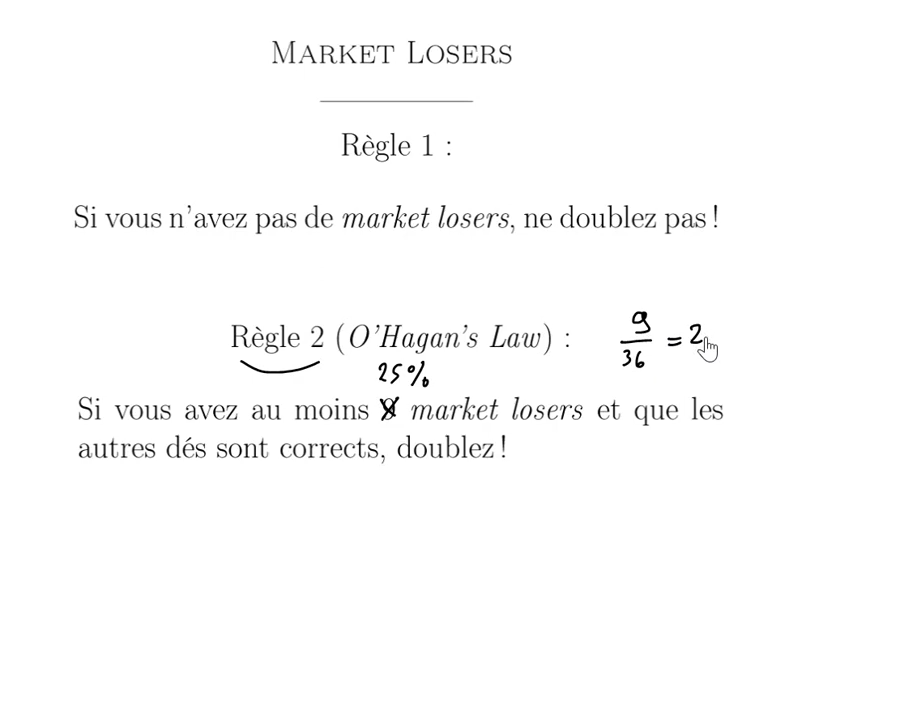 MARKET LOSERS
Règle 1 :
Si vous n'avez pas de market losers, ne doublez pas !
Règle 2 (O'Hagan's Law) :
9/36 = 2
25%
Si vous avez au moins 9 market losers et que les
autres dés sont corrects, doublez !